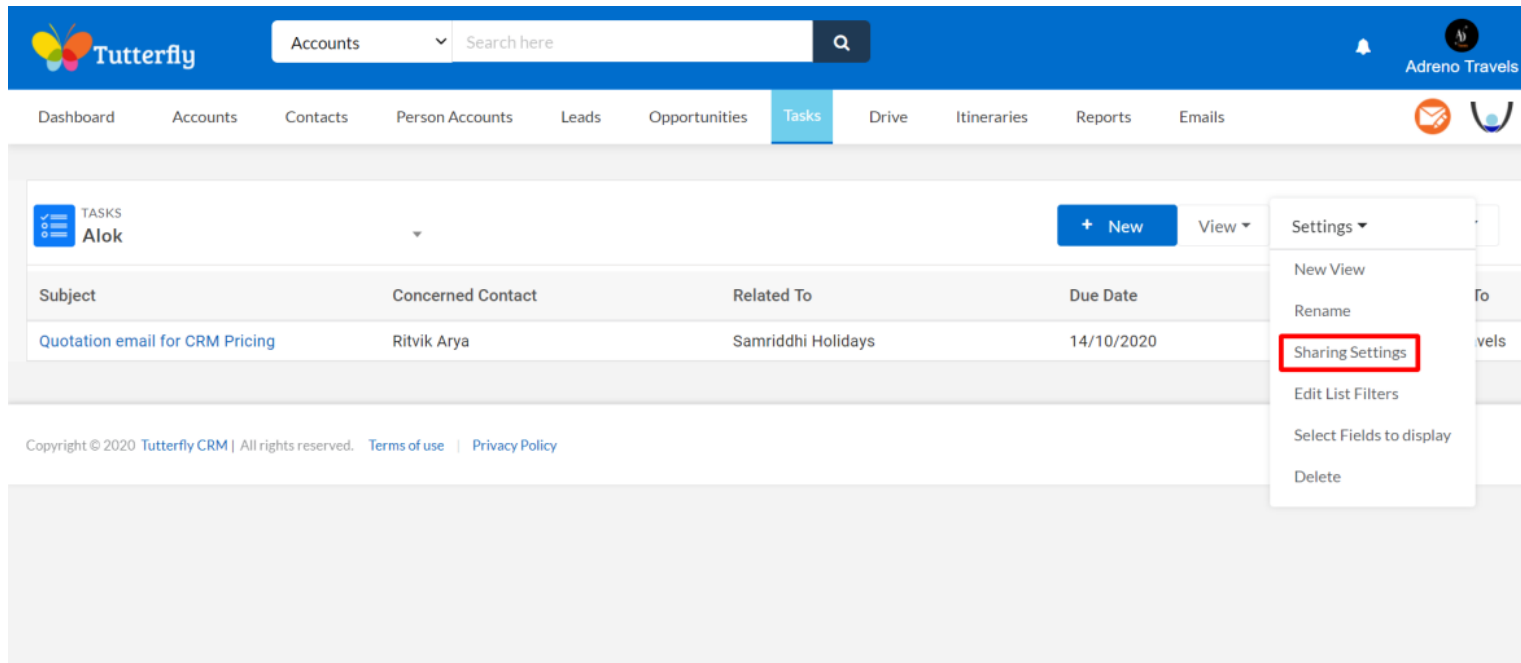 Tutterfly
Accounts Search here
Adreno Travels
Dashboard Accounts Contacts Person Accounts Leads Opportunities Tasks Drive Itineraries Reports Emails
TASKS
Alok
+ New View Settings
New View
Rename
Sharing Settings
Edit List Filters
Select Fields to display
Delete
Subject Concerned Contact Related To Due Date To
Quotation email for CRM Pricing Ritvik Arya Samriddhi Holidays 14/10/2020 vels
Copyright © 2020 Tutterfly CRM | All rights reserved. Terms of use | Privacy Policy